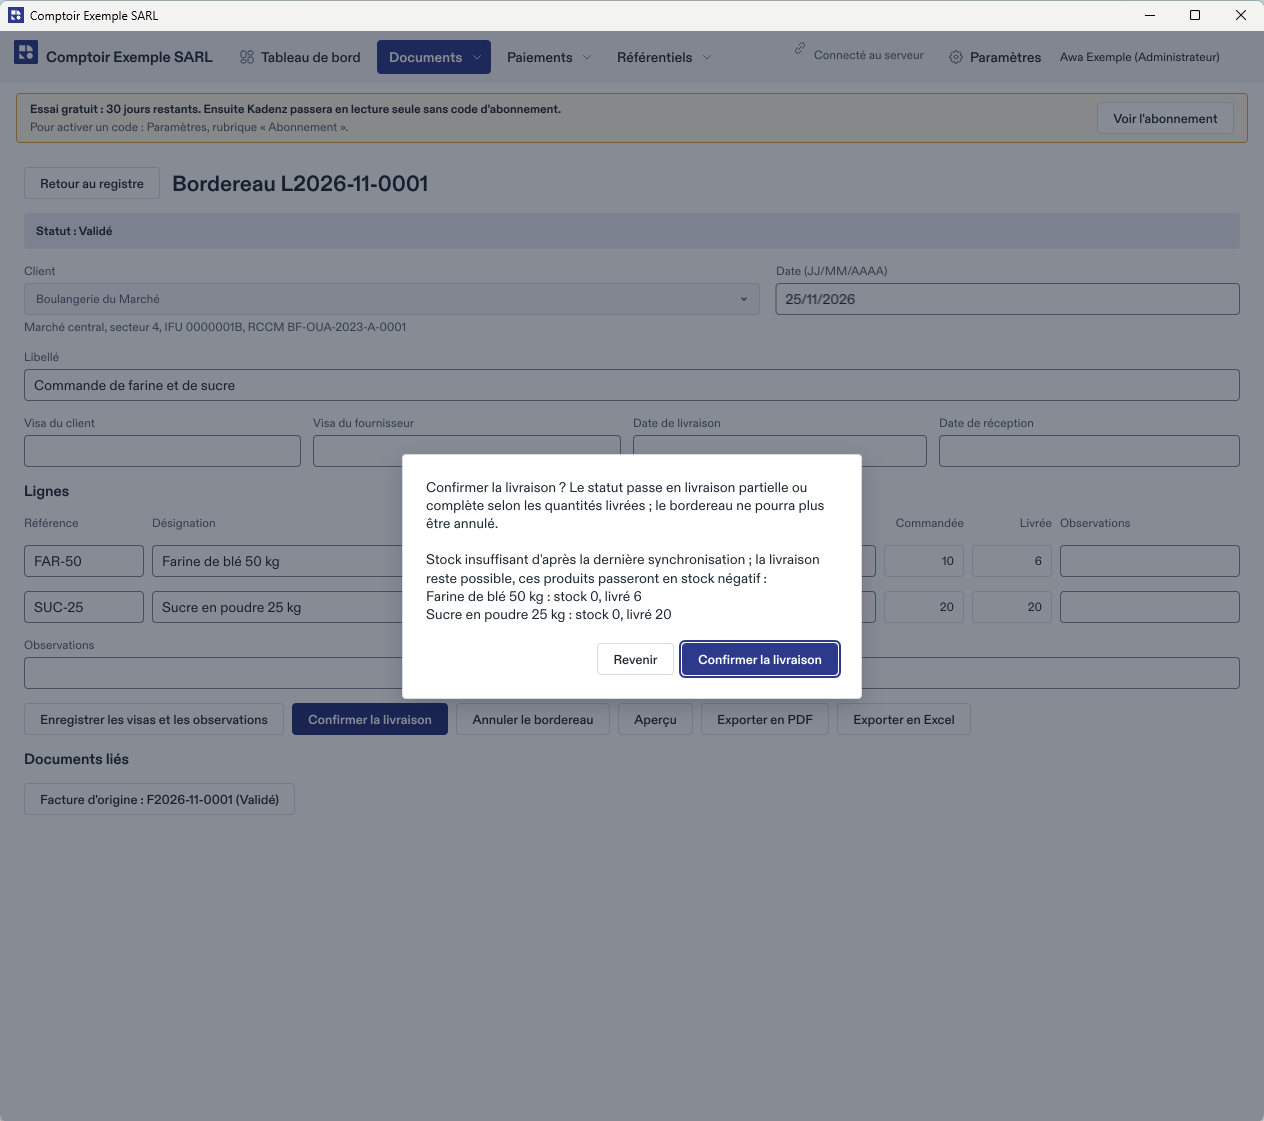 Comptoir Exemple SARL
Comptoir Exemple SARL
Tableau de bord
Documents
Paiements
Référentiels
Connecté au serveur
Paramètres
Awa Exemple (Administrateur)
Essai gratuit : 30 jours restants. Ensuite Kadenz passera en lecture seule sans code d'abonnement.
Pour activer un code : Paramètres, rubrique « Abonnement ».
Voir l'abonnement
Retour au registre
Bordereau L2026-11-0001
Statut : Validé
Client
Date (JJ/MM/AAAA)
Boulangerie du Marché
25/11/2026
Marché central, secteur 4, IFU 0000001B, RCCM BF-OUA-2023-A-0001
Libellé
Commande de farine et de sucre
Visa du client
Visa du fournisseur
Date de livraison
Date de réception
Confirmer la livraison ? Le statut passe en livraison partielle ou
complète selon les quantités livrées ; le bordereau ne pourra plus
être annulé.
Stock insuffisant d'après la dernière synchronisation ; la livraison
reste possible, ces produits passeront en stock négatif :
Farine de blé 50 kg : stock 0, livré 6
Sucre en poudre 25 kg : stock 0, livré 20
Revenir
Confirmer la livraison
Lignes
Référence
Désignation
Commandée
Livrée
Observations
FAR-50
Farine de blé 50 kg
10
6
SUC-25
Sucre en poudre 25 kg
20
20
Observations
Enregistrer les visas et les observations
Confirmer la livraison
Annuler le bordereau
Aperçu
Exporter en PDF
Exporter en Excel
Documents liés
Facture d'origine : F2026-11-0001 (Validé)